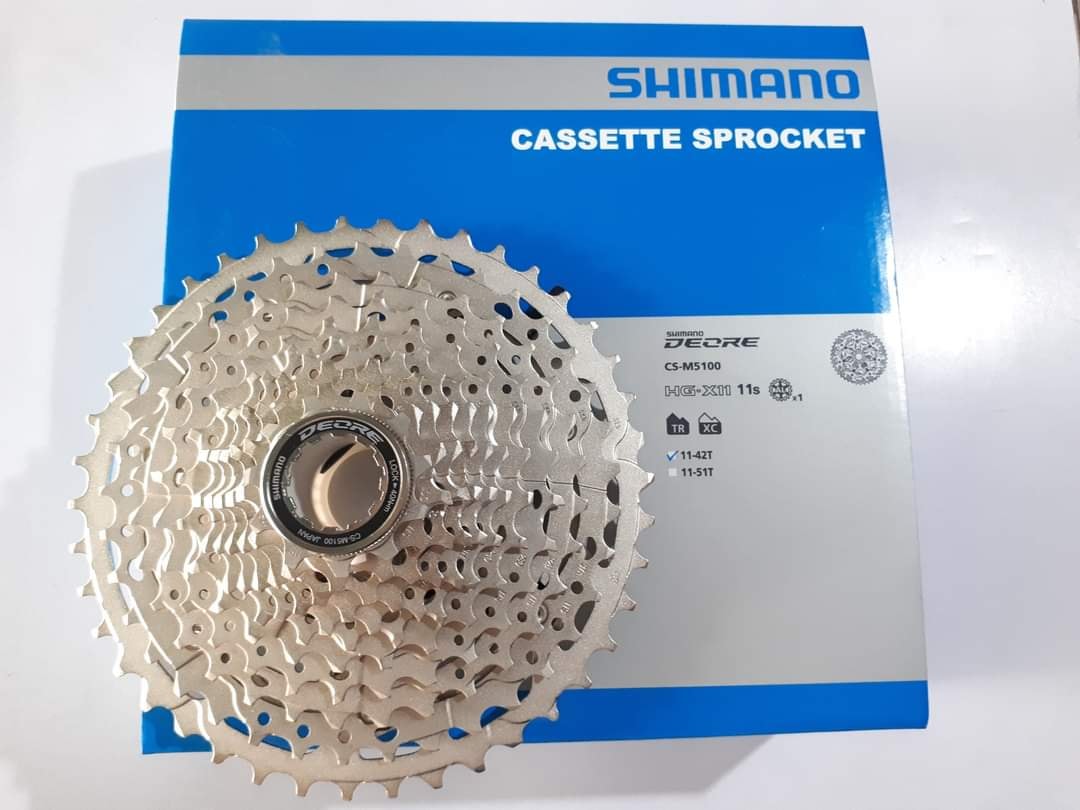 SHIMANO
CASSETTE SPROCKET
SHIMANO
DEORE
CS-M5100
HG-X11 11s
x1
TR XC
11-42T
11-51T
DEORE
SHIMANO
LOCK 40N·m
CS-M5100 JAPAN